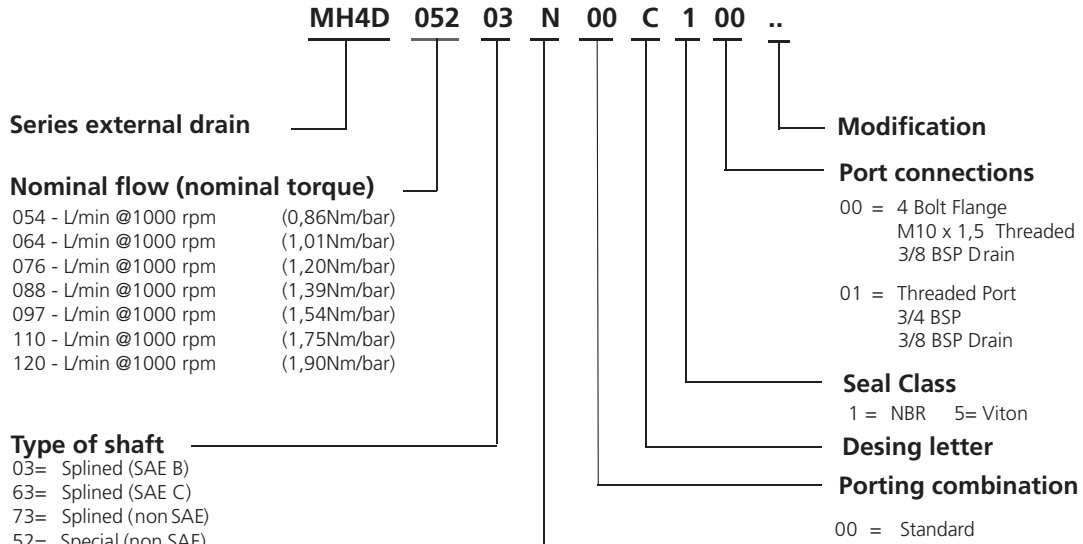 MH4D 052 03 N 00 C 1 00 ..
Series external drain
Nominal flow (nominal torque)
054 - L/min @1000 rpm (0,86Nm/bar)
064 - L/min @1000 rpm (1,01Nm/bar)
076 - L/min @1000 rpm (1,20Nm/bar)
088 - L/min @1000 rpm (1,39Nm/bar)
097 - L/min @1000 rpm (1,54Nm/bar)
110 - L/min @1000 rpm (1,75Nm/bar)
120 - L/min @1000 rpm (1,90Nm/bar)
Type of shaft
03= Splined (SAE B)
63= Splined (SAE C)
73= Splined (non SAE)
52= Special (non SAE)
Modification
Port connections
00 = 4 Bolt Flange
M10 x 1,5 Threaded
3/8 BSP Drain
01 = Threaded Port
3/4 BSP
3/8 BSP Drain
Seal Class
1 = NBR 5= Viton
Desing letter
Porting combination
00 = Standard